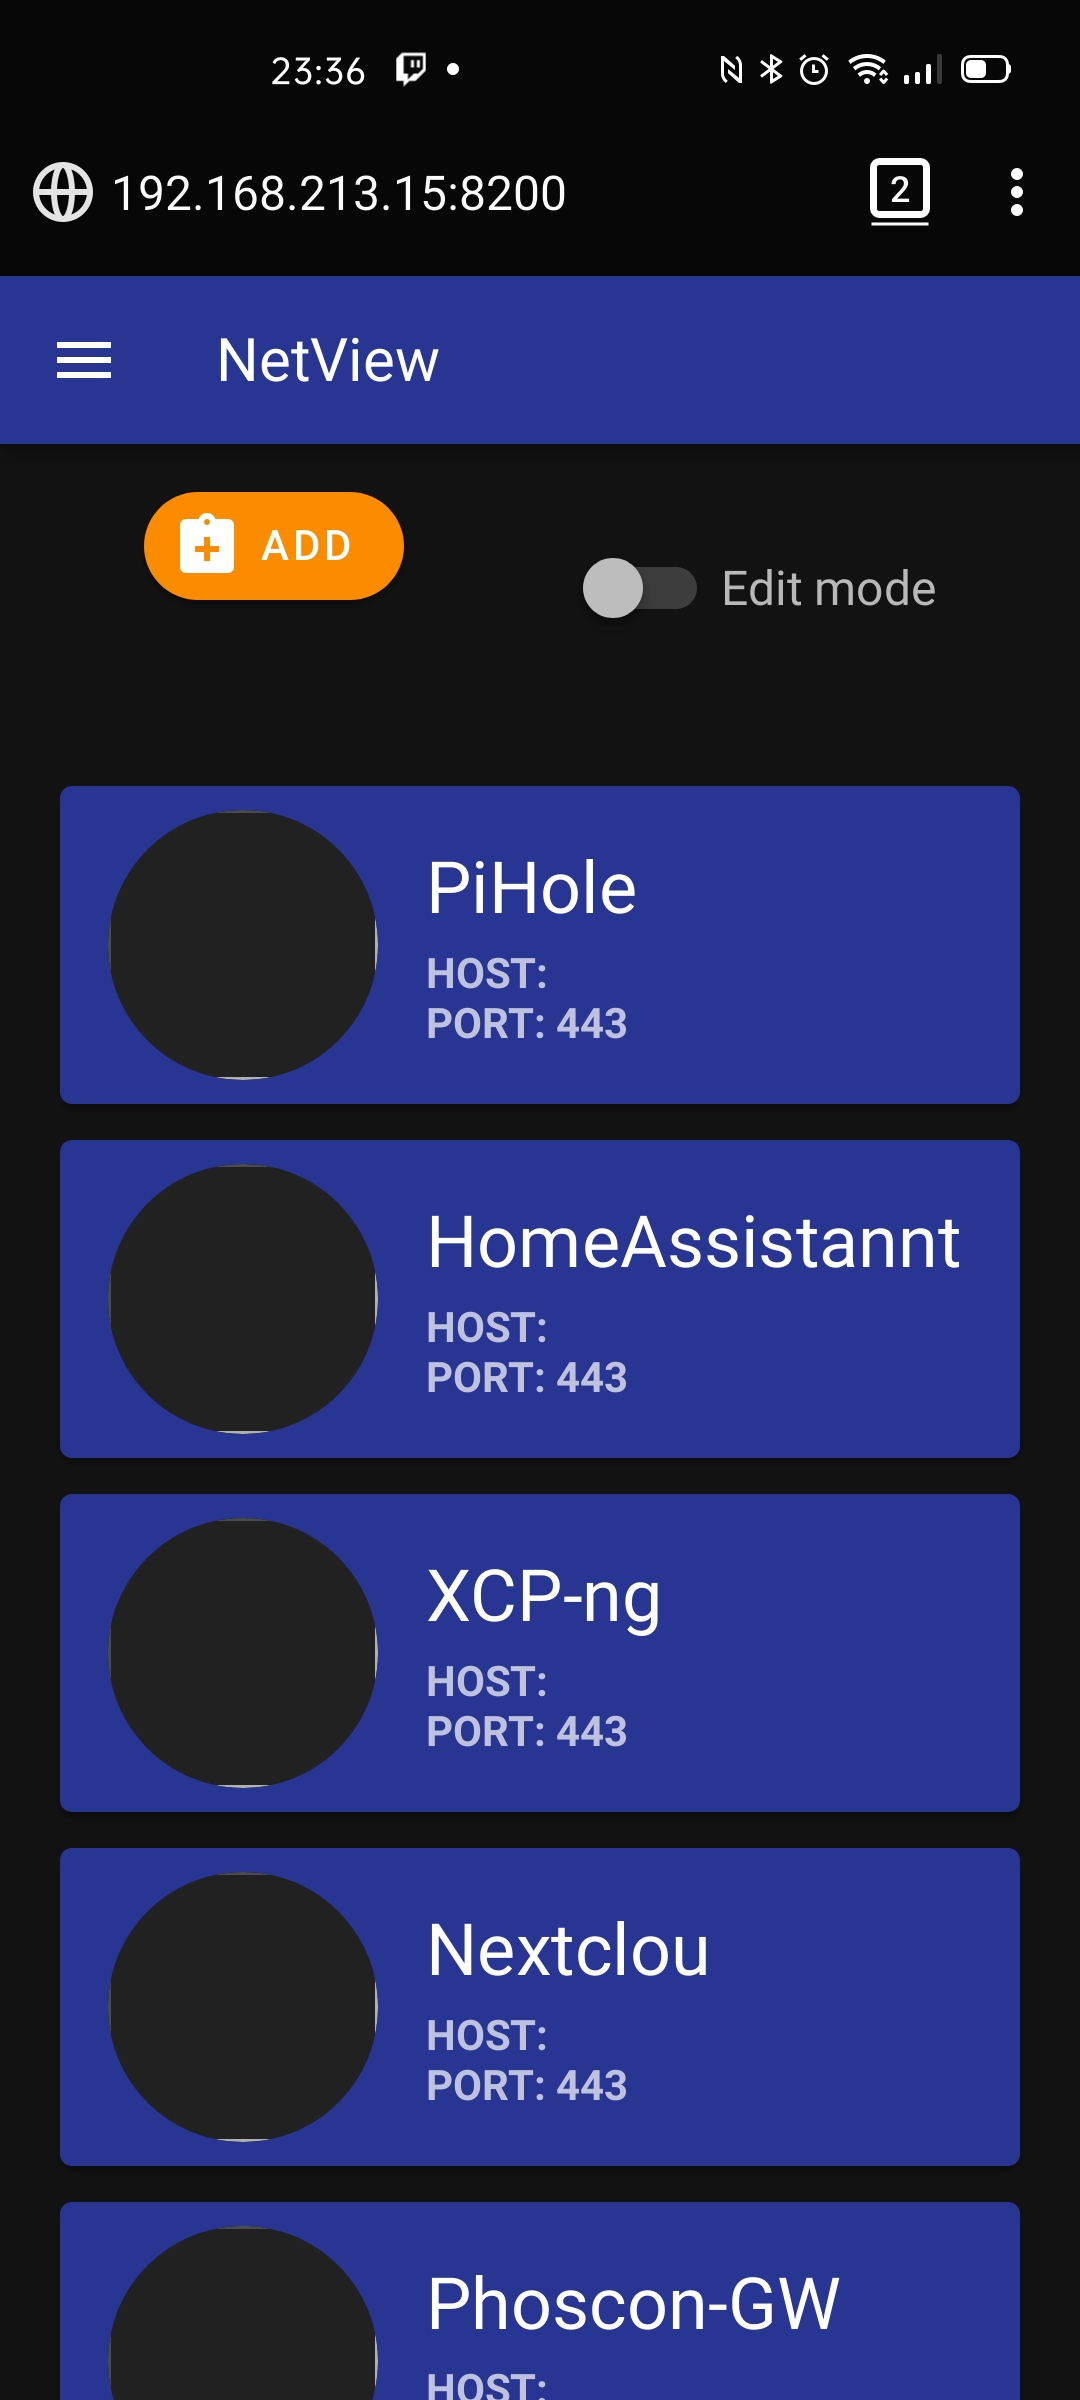 23:36
192.168.213.15:8200
2
NetView
ADD
Edit mode
PiHole
HOST:
PORT: 443
HomeAssistannt
HOST:
PORT: 443
XCP-ng
HOST:
PORT: 443
Nextclou
HOST:
PORT: 443
Phoscon-GW
HOST: